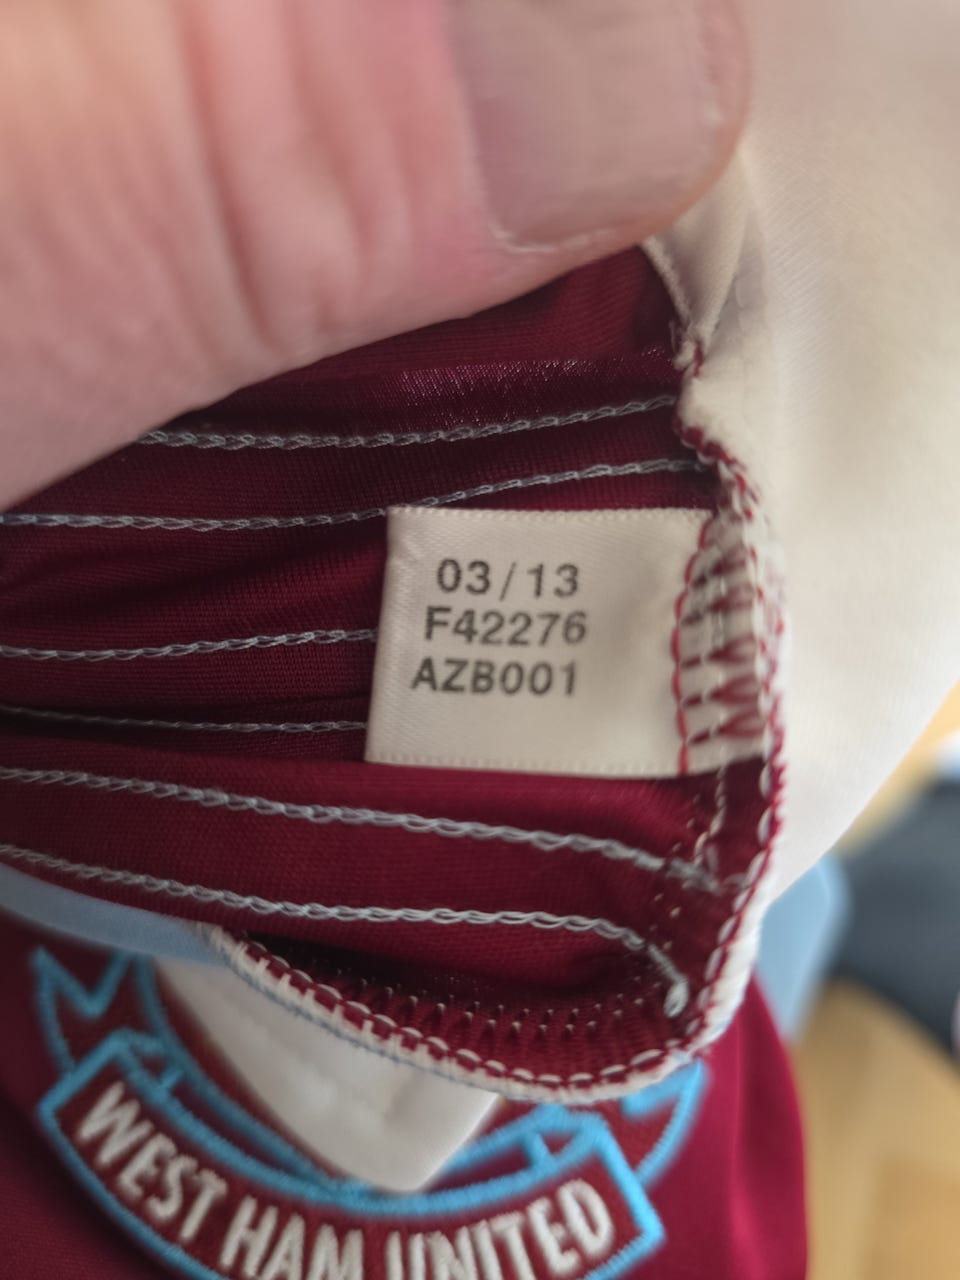 03/13
F42276
AZB001
WEST HAM UNITED